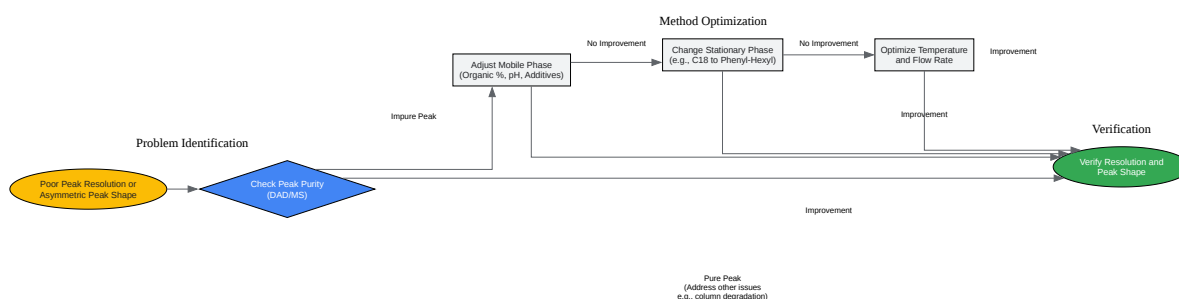 Method Optimization
No Improvement
No Improvement
Change Stationary Phase
(e.g., C18 to Phenyl-Hexyl)
Optimize Temperature
and Flow Rate
Improvement
Adjust Mobile Phase
(Organic %, pH, Additives)
Impure Peak
Improvement
Problem Identification
Verification
Poor Peak Resolution or
Asymmetric Peak Shape
Check Peak Purity
(DAD/MS)
Verify Resolution and
Peak Shape
Improvement
Pure Peak
(Address other issues
e.g., column degradation)